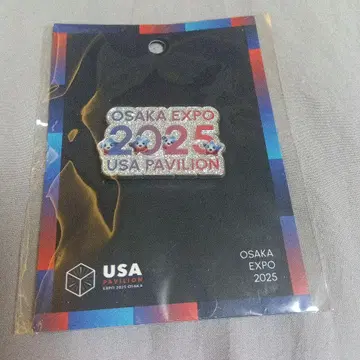 OSAKA EXPO
2025
USA PAVILION
USA
PAVILION
EXPO 2025 OSAKA
OSAKA
EXPO
2025